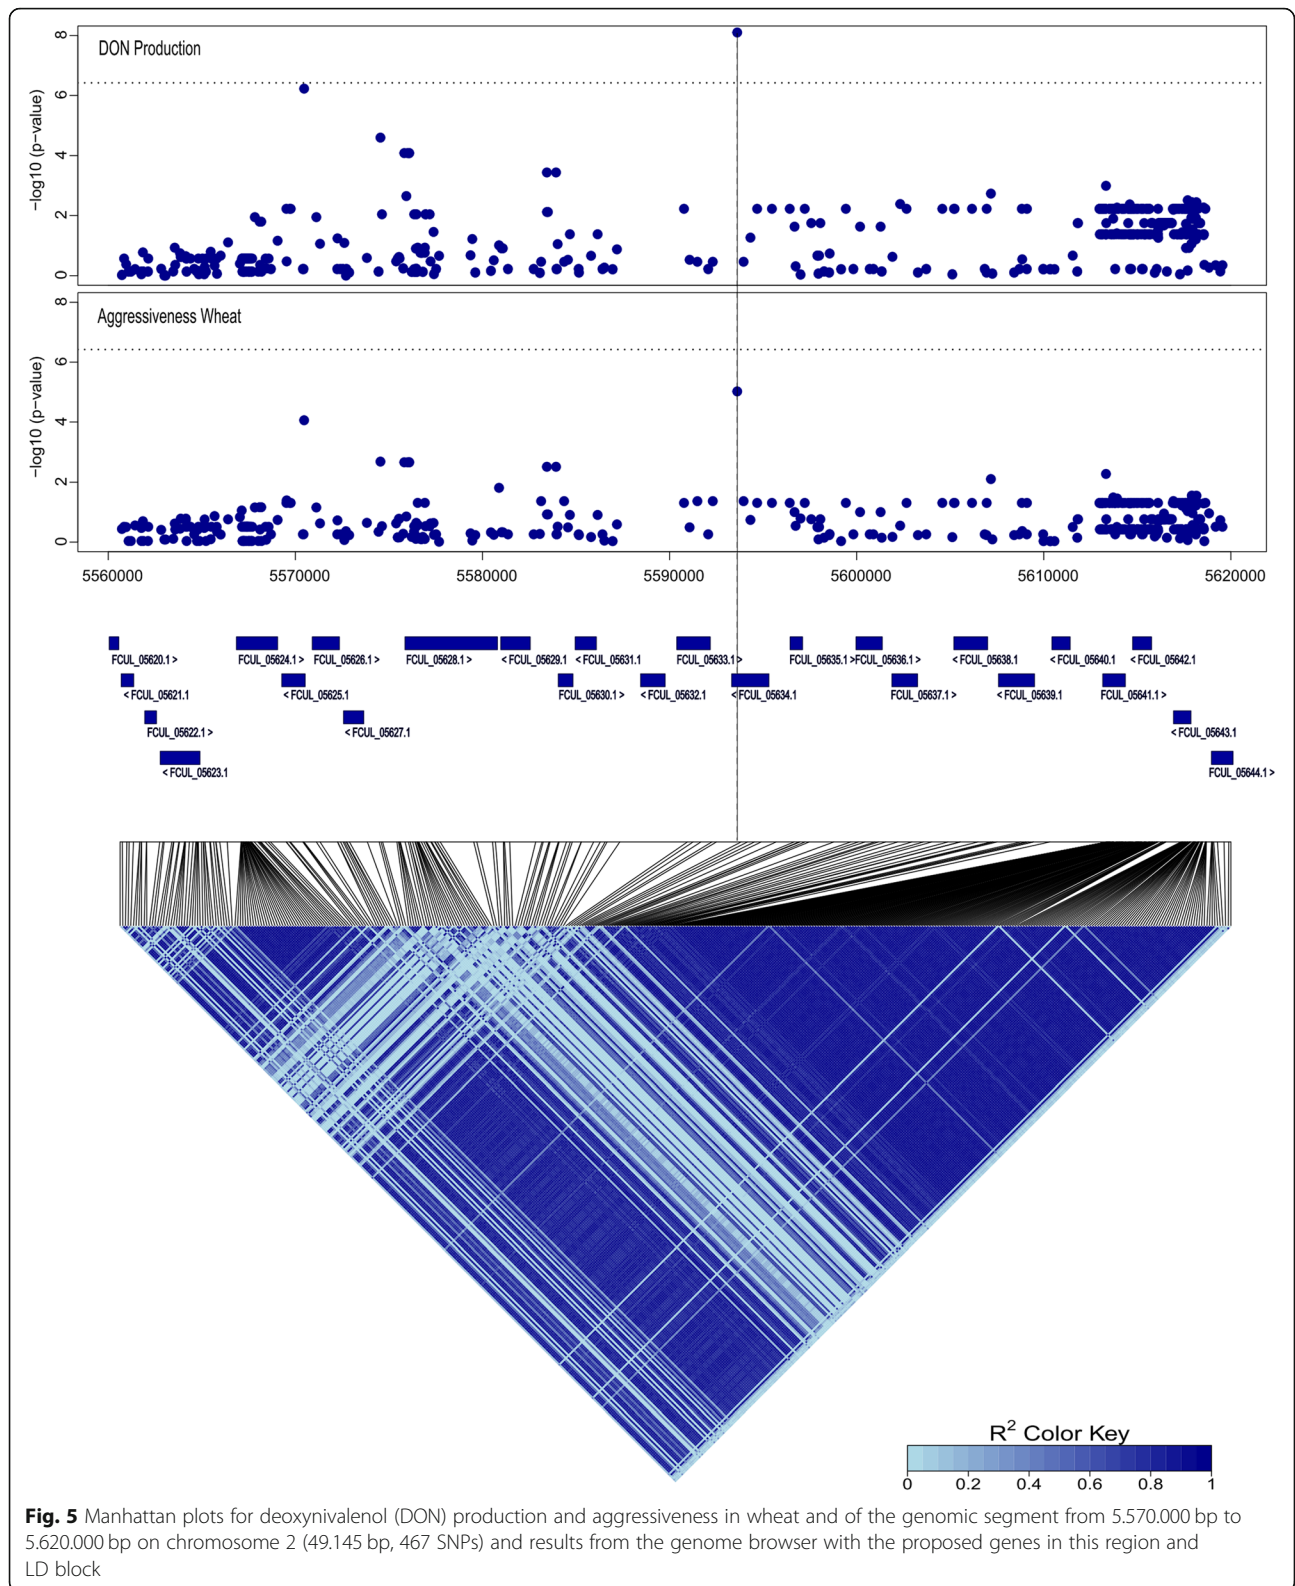 DON Production
8
6
4
2
0
−log10 (p−value)
Aggressiveness Wheat
8
6
4
2
0
−log10 (p−value)
5560000 5570000 5580000 5590000 5600000 5610000 5620000
FCUL_05620.1 > FCUL_05624.1 > FCUL_05626.1 > FCUL_05628.1 > < FCUL_05629.1 < FCUL_05631.1 FCUL_05633.1 > FCUL_05635.1 > FCUL_05636.1 > < FCUL_05638.1 < FCUL_05640.1 < FCUL_05642.1
< FCUL_05621.1 < FCUL_05625.1 FCUL_05630.1 > < FCUL_05632.1 < FCUL_05634.1 FCUL_05637.1 > < FCUL_05639.1 FCUL_05641.1 >
FCUL_05622.1 > < FCUL_05627.1 < FCUL_05643.1
< FCUL_05623.1 FCUL_05644.1 >
R² Color Key
0 0.2 0.4 0.6 0.8 1
Fig. 5 Manhattan plots for deoxynivalenol (DON) production and aggressiveness in wheat and of the genomic segment from 5.570.000 bp to
5.620.000 bp on chromosome 2 (49.145 bp, 467 SNPs) and results from the genome browser with the proposed genes in this region and
LD block